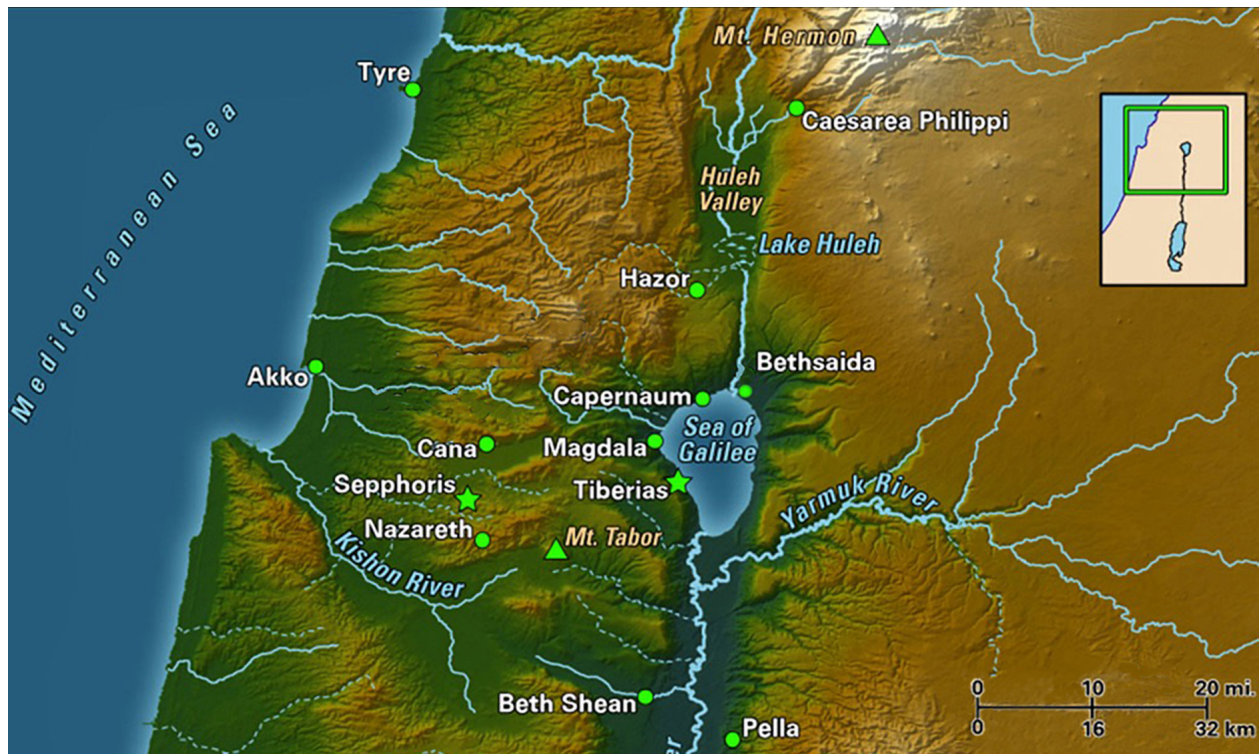 Mt. Hermon
Tyre
Caesarea Philippi
Mediterranean Sea
Huleh
Valley
Lake Huleh
Hazor
Bethsaida
Akko
Capernaum
Sea of
Galilee
Cana
Magdala
Sepphoris
Tiberias
Yarmuk River
Nazareth
Mt. Tabor
Kishon River
Beth Shean
Pella
0 10 20 mi.
0 16 32 km